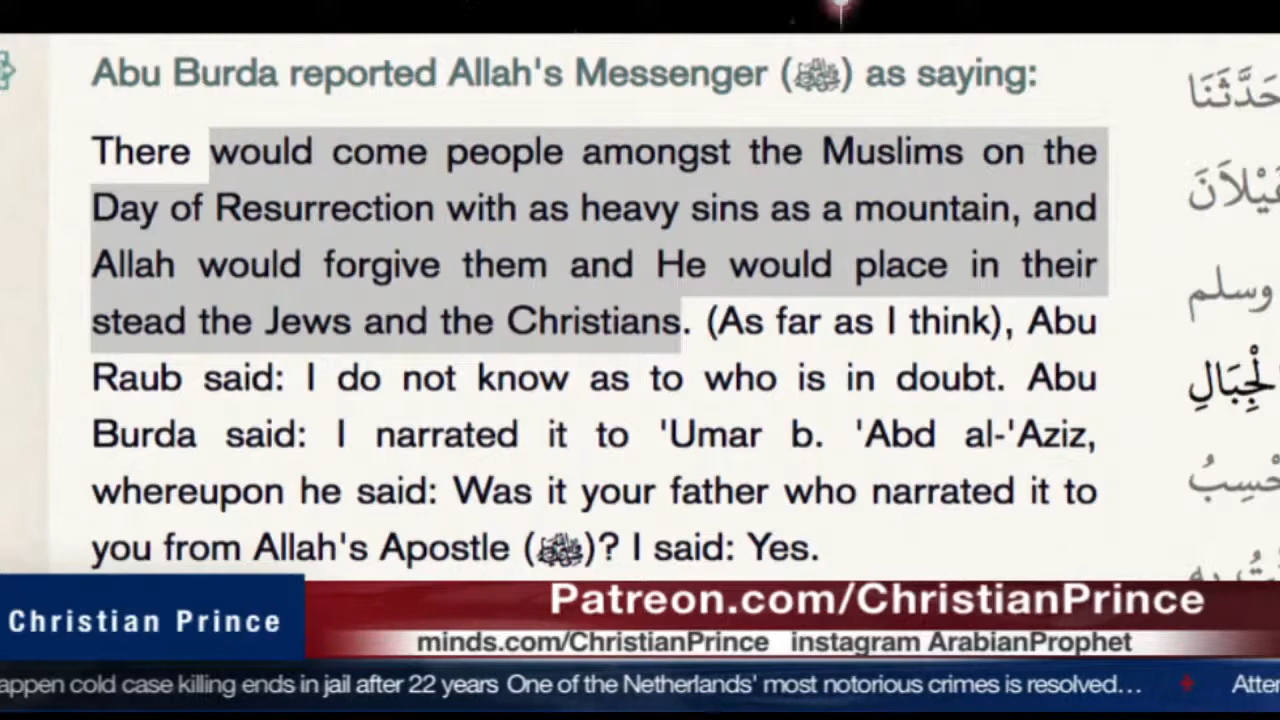 Abu Burda reported Allah's Messenger (ﷺ) as saying:
There would come people amongst the Muslims on the
Day of Resurrection with as heavy sins as a mountain, and
Allah would forgive them and He would place in their
stead the Jews and the Christians. (As far as I think), Abu
Raub said: I do not know as to who is in doubt. Abu
Burda said: I narrated it to 'Umar b. 'Abd al-'Aziz,
whereupon he said: Was it your father who narrated it to
you from Allah's Apostle (ﷺ)? I said: Yes.
حَدَّثَنَا
غَيْلاَنَ
وسلم
الْجِبَالِ
Christian Prince
Patreon.com/ChristianPrince
minds.com/ChristianPrince instagram ArabianProphet
appen cold case killing ends in jail after 22 years One of the Netherlands' most notorious crimes is resolved... Atter